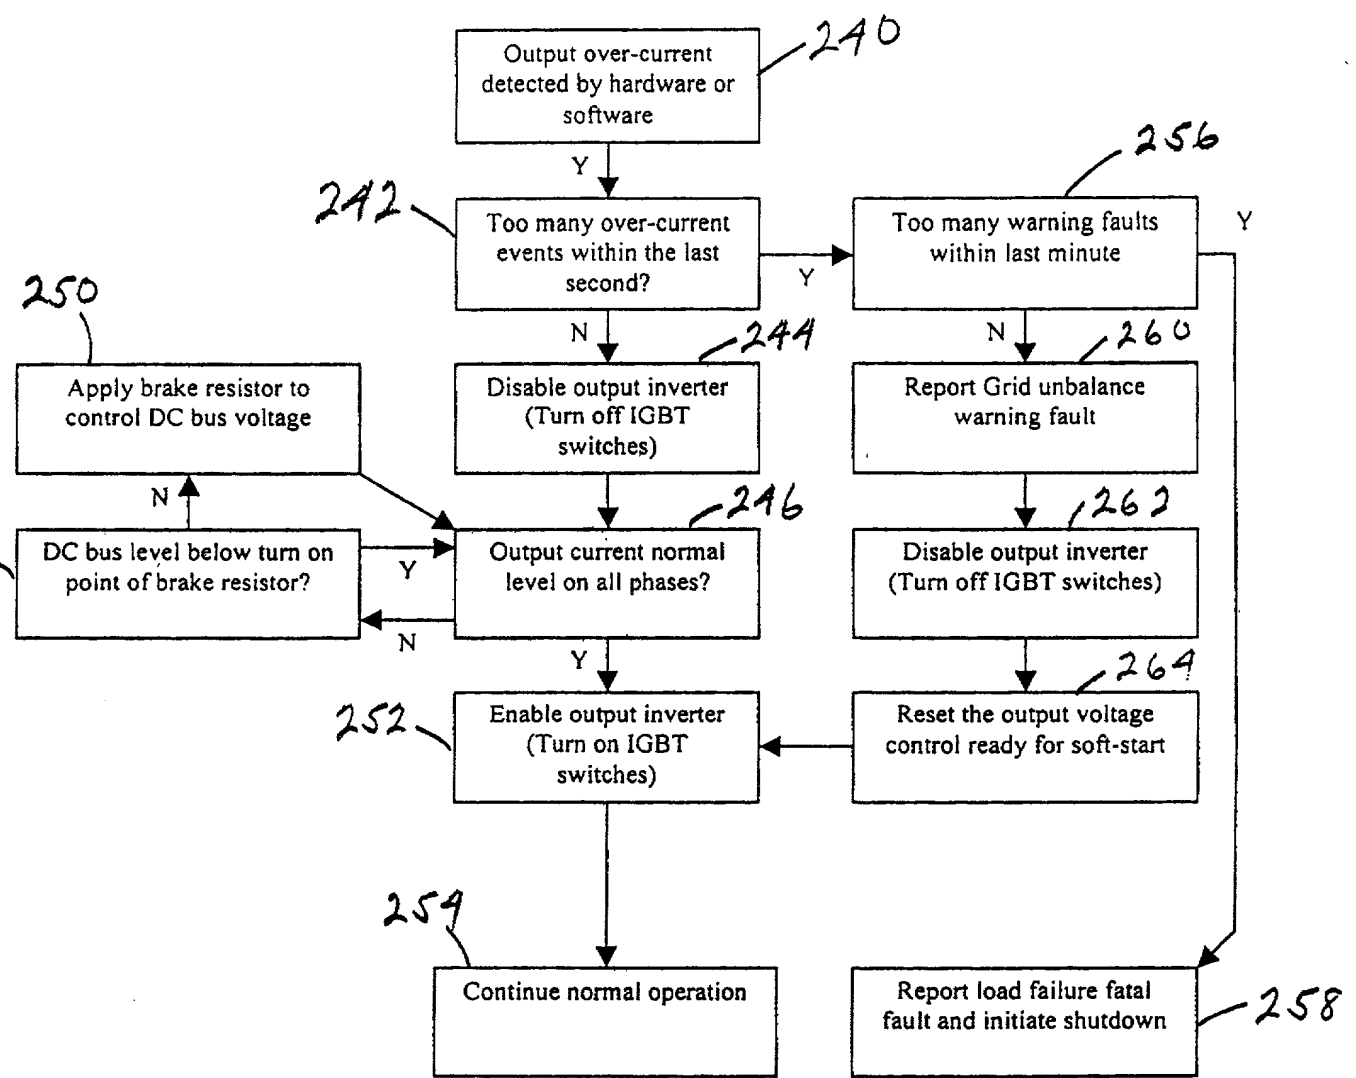 Output over-current
detected by hardware or
software
240
Y
242
Too many over-current
events within the last
second?
Y
256
Too many warning faults
within last minute
Y
N
244
N
260
250
Apply brake resistor to
control DC bus voltage
Disable output inverter
(Turn off IGBT
switches)
Report Grid unbalance
warning fault
N
246
262
DC bus level below turn on
point of brake resistor?
Y
N
Output current normal
level on all phases?
Disable output inverter
(Turn off IGBT switches)
Y
264
252
Enable output inverter
(Turn on IGBT
switches)
Reset the output voltage
control ready for soft-start
254
Continue normal operation
Report load failure fatal
fault and initiate shutdown
258